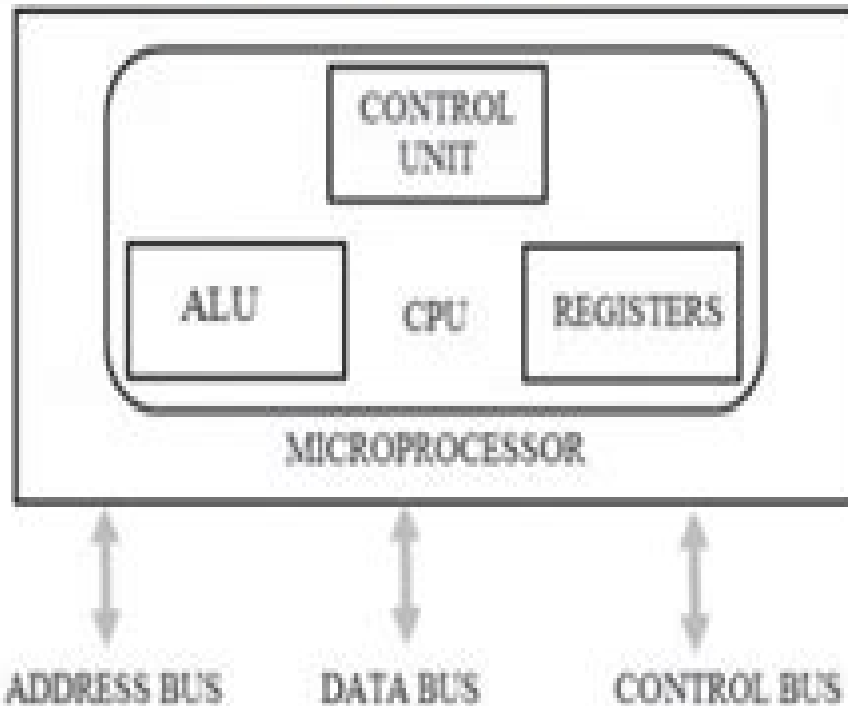 CONTROL
UNIT
ALU
CPU
REGISTERS
MICROPROCESSOR
ADDRESS BUS
DATA BUS
CONTROL BUS